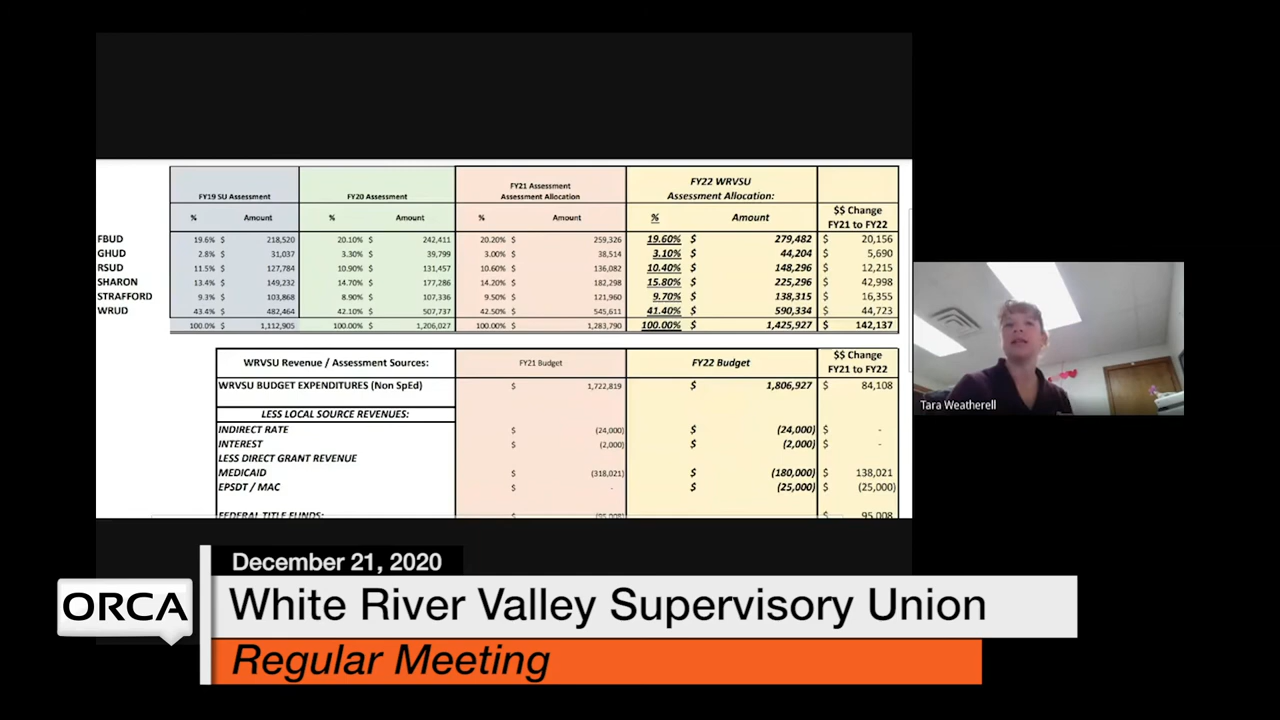 FY19 SU Assessment FY20 Assessment FY21 Assessment Assessment Allocation FY22 WRVSU Assessment Allocation:
% Amount % Amount % Amount % Amount $$ Change FY21 to FY22
FBUD 19.6% $ 218,520 20.10% $ 242,411 20.20% $ 259,326 19.60% $ 279,482 $ 20,156
GHUD 2.8% $ 31,037 3.30% $ 39,799 3.00% $ 38,514 3.10% $ 44,204 $ 5,690
RSUD 11.5% $ 127,784 10.90% $ 131,457 10.60% $ 136,082 10.40% $ 148,296 $ 12,215
SHARON 13.4% $ 149,232 14.70% $ 177,286 14.20% $ 182,298 15.80% $ 225,296 $ 42,998
STRAFFORD 9.3% $ 103,868 8.90% $ 107,336 9.50% $ 121,960 9.70% $ 138,315 $ 16,355
WRUD 43.4% $ 482,464 42.10% $ 507,737 42.50% $ 545,611 41.40% $ 590,334 $ 44,723
100.0% $ 1,112,905 100.00% $ 1,206,027 100.00% $ 1,283,790 100.00% $ 1,425,927 $ 142,137
WRVSU Revenue / Assessment Sources: FY21 Budget FY22 Budget $$ Change FY21 to FY22
WRVSU BUDGET EXPENDITURES (Non SpEd) $ 1,722,819 $ 1,806,927 $ 84,108
LESS LOCAL SOURCE REVENUES:
INDIRECT RATE $ (24,000) $ (24,000) $ -
INTEREST $ (2,000) $ (2,000) $ -
LESS DIRECT GRANT REVENUE
MEDICAID $ (318,021) $ (180,000) $ 138,021
EPSDT / MAC $ - $ (25,000) $ (25,000)
FEDERAL TITLE FUNDS: $ (95,008) $ 95,008
Tara Weatherell
December 21, 2020
ORCA White River Valley Supervisory Union
Regular Meeting